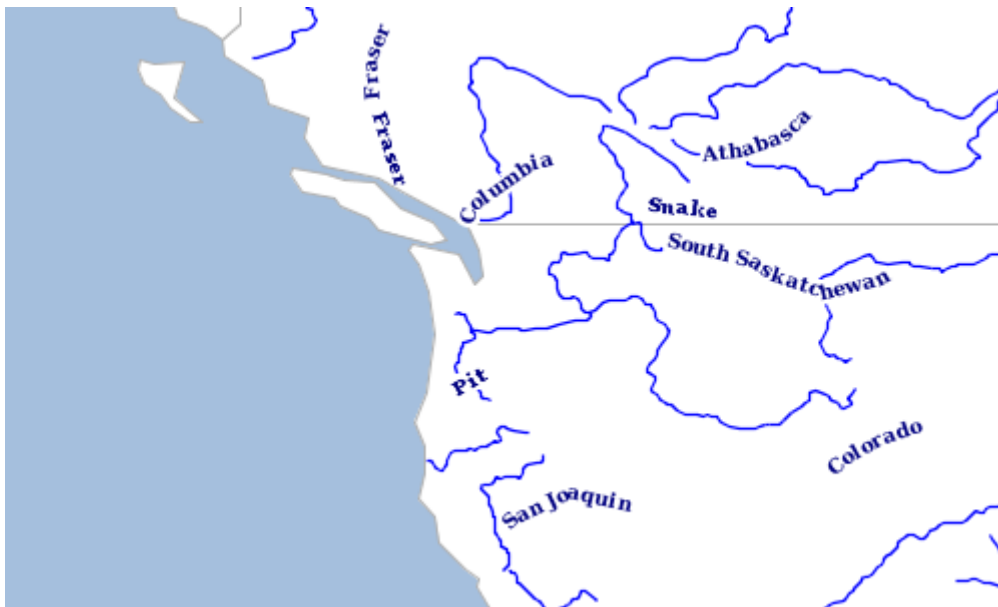 Fraser
Fraser
Athabasca
Columbia
Snake
South Saskatchewan
Pit
Colorado
San Joaquin